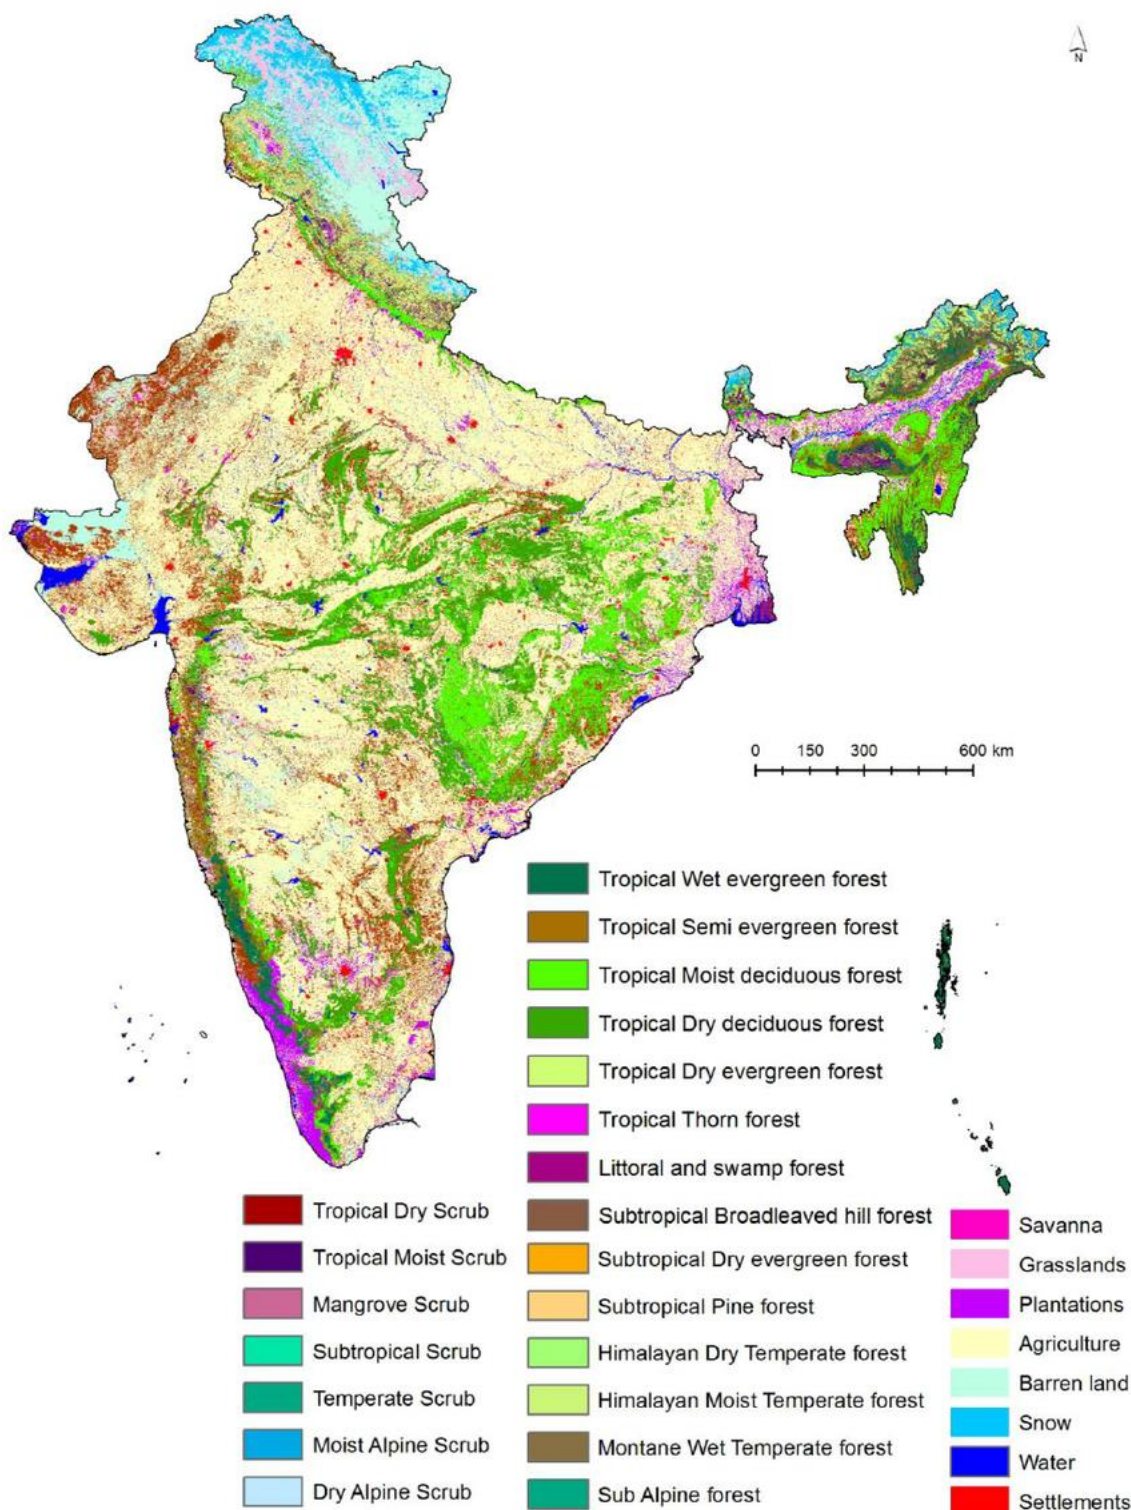 N
0 150 300 600 km
Tropical Wet evergreen forest
Tropical Semi evergreen forest
Tropical Moist deciduous forest
Tropical Dry deciduous forest
Tropical Dry evergreen forest
Tropical Thorn forest
Littoral and swamp forest
Subtropical Broadleaved hill forest
Subtropical Dry evergreen forest
Subtropical Pine forest
Himalayan Dry Temperate forest
Himalayan Moist Temperate forest
Montane Wet Temperate forest
Sub Alpine forest
Tropical Dry Scrub
Tropical Moist Scrub
Mangrove Scrub
Subtropical Scrub
Temperate Scrub
Moist Alpine Scrub
Dry Alpine Scrub
Savanna
Grasslands
Plantations
Agriculture
Barren land
Snow
Water
Settlements